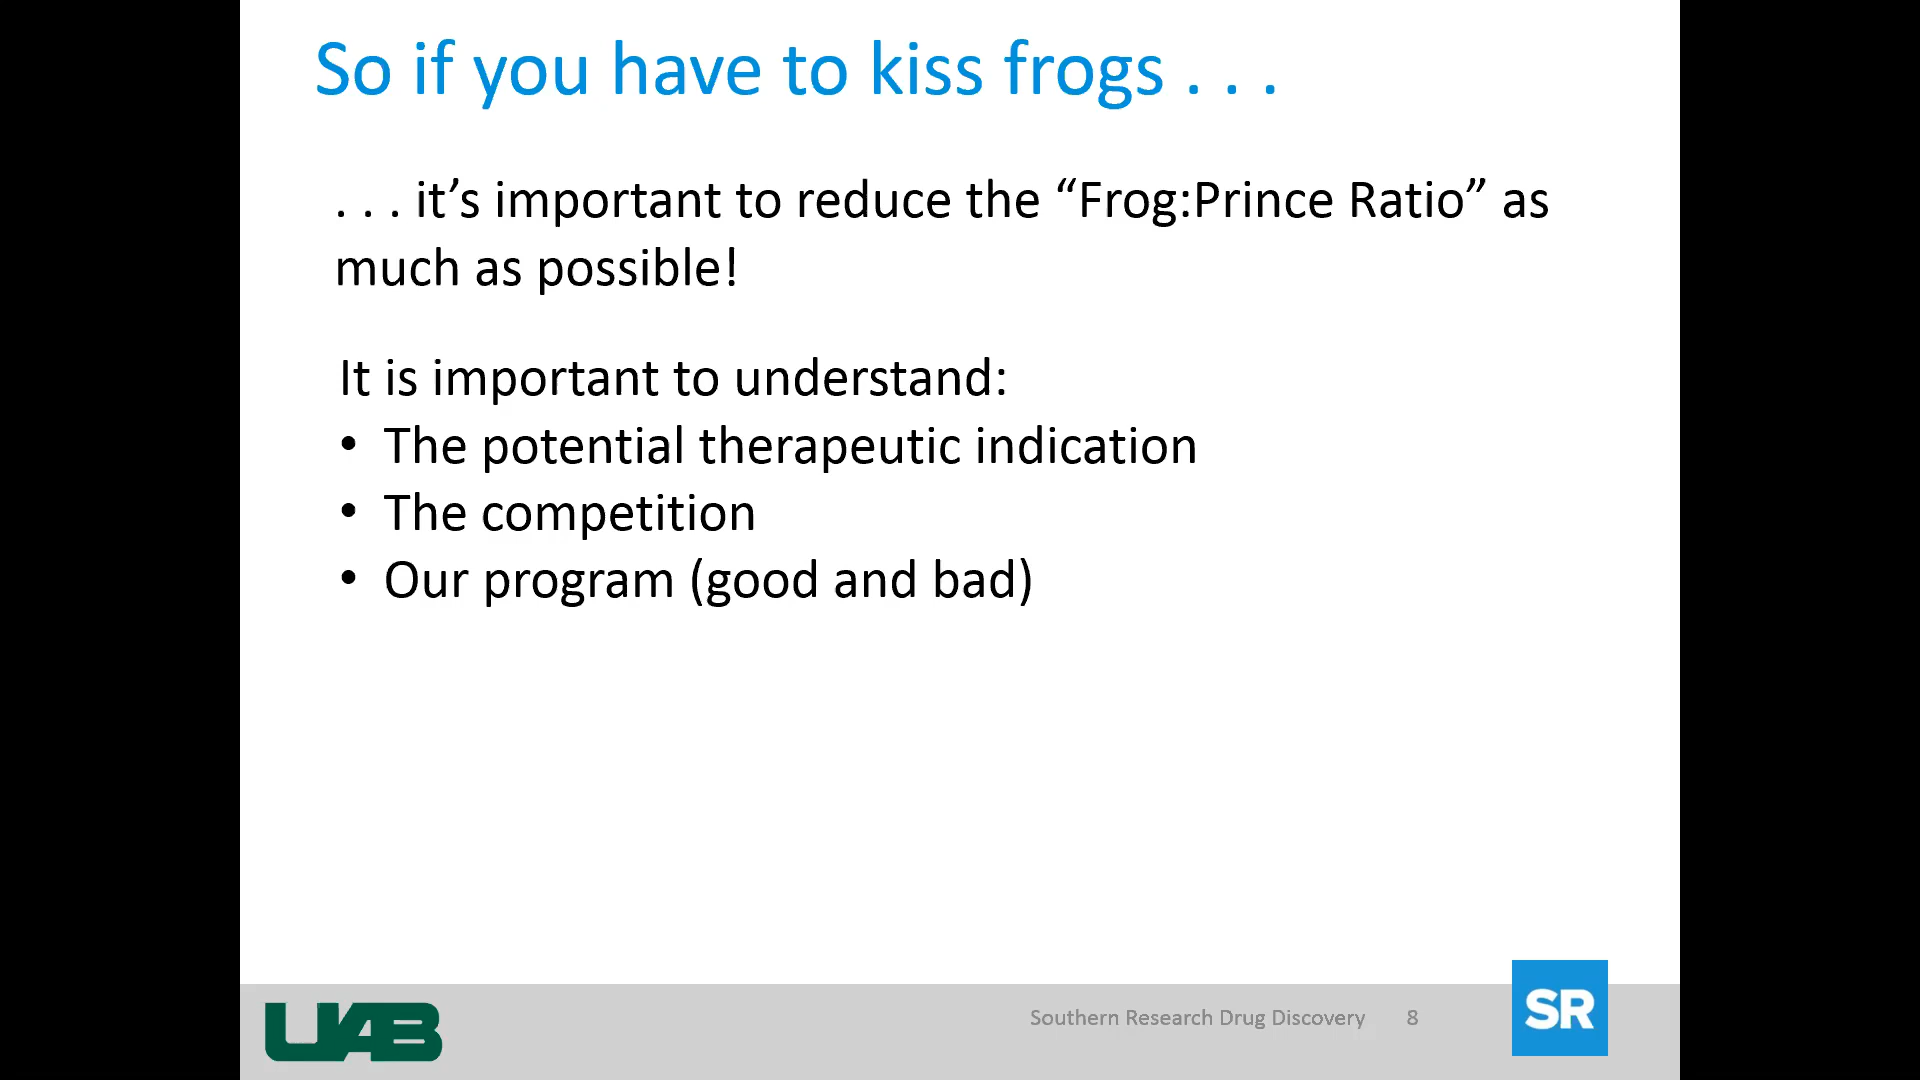 So if you have to kiss frogs . . .
. . . it’s important to reduce the “Frog:Prince Ratio” as
much as possible!
It is important to understand:
• The potential therapeutic indication
• The competition
• Our program (good and bad)
UAB
Southern Research Drug Discovery 8
SR